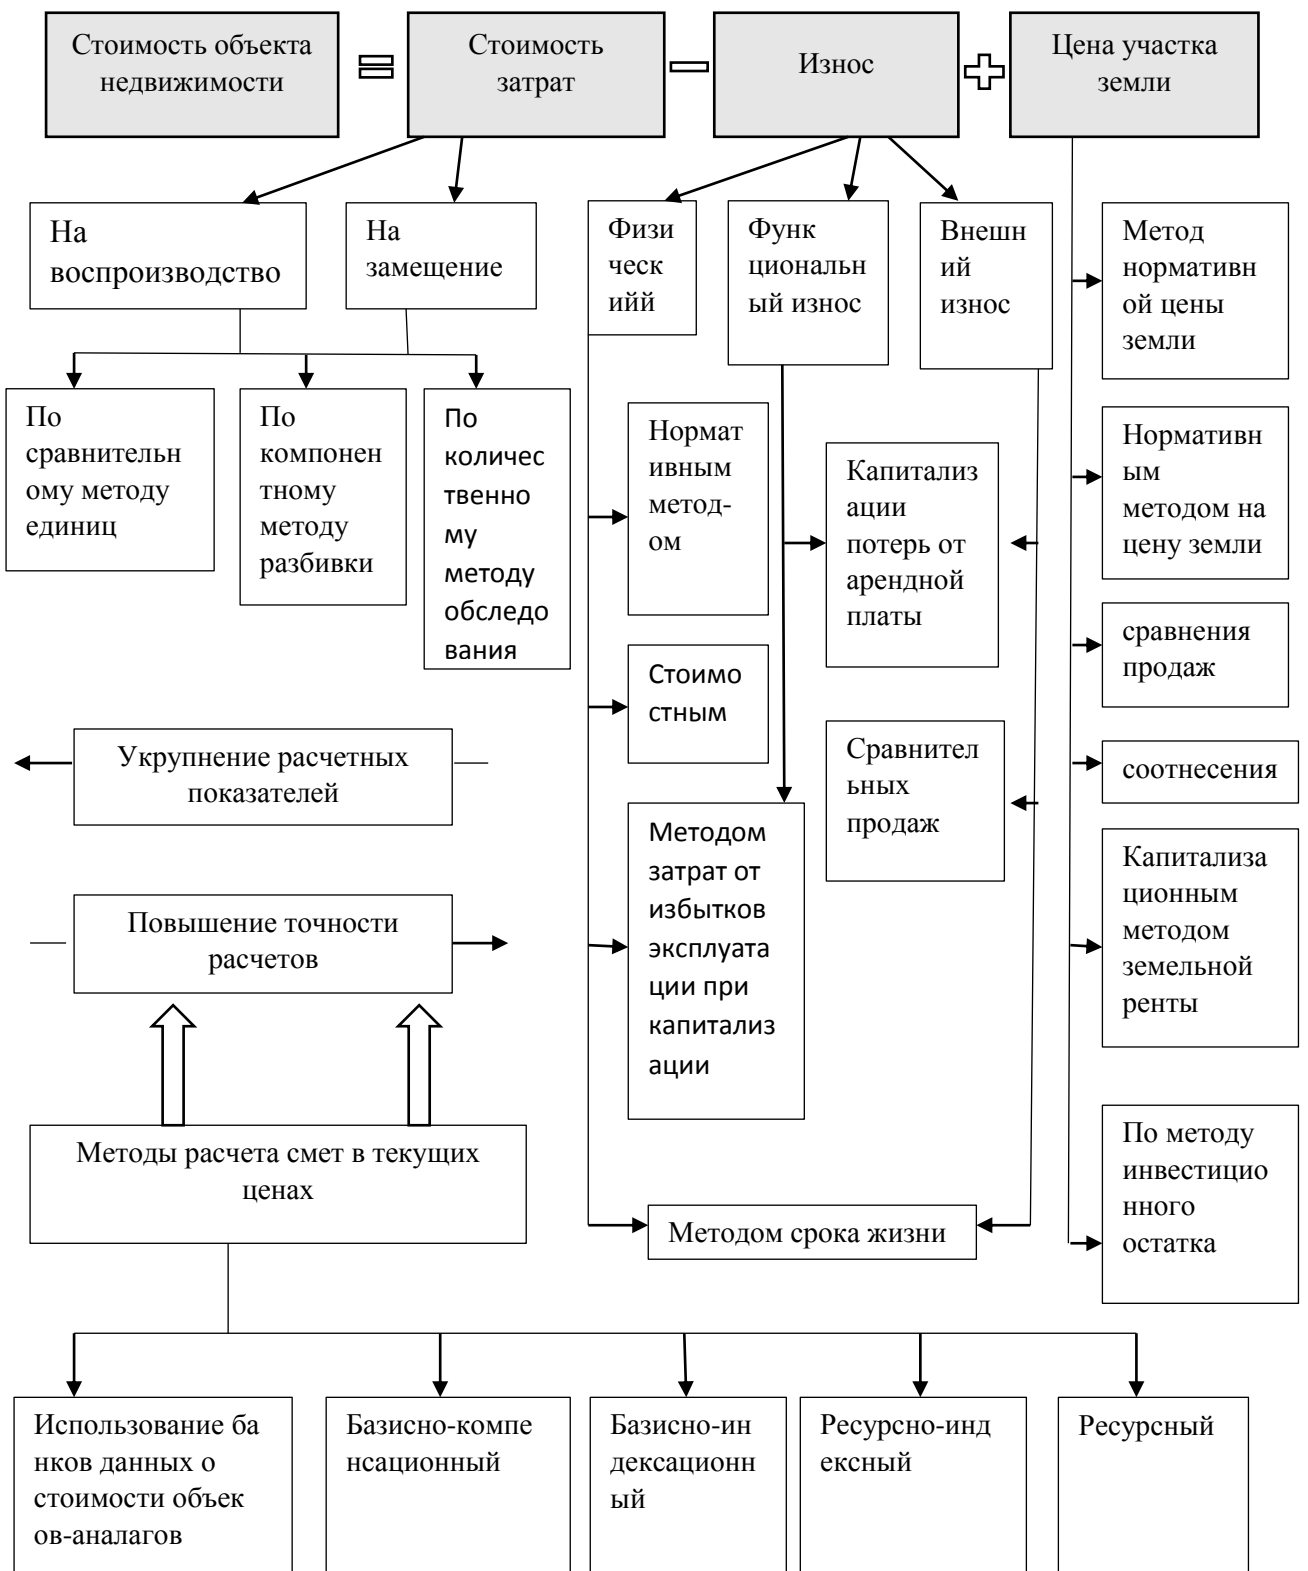 Стоимость объекта
недвижимости
=
Стоимость
затрат
−
Износ
+
Цена участка
земли
На
воспроизводство
На
замещение
Физи
ческ
ийй
Функ
циональн
ый износ
Внешн
ий
износ
Метод
нормативн
ой цены
земли
По
сравнительн
ому методу
единиц
По
компонен
тному
методу
разбивки
По
количес
твенно
му
методу
обследо
вания
Нормат
ивным
метод-
ом
Капитализ
ации
потерь от
арендной
платы
Нормативн
ым
методом на
цену земли
сравнения
продаж
Стоимо
стным
Сравнител
ьных
продаж
соотнесения
Укрупнение расчетных
показателей
Методом
затрат от
избытков
эксплуата
ции при
капитализ
ации
Капитализа
ционным
методом
земельной
ренты
Повышение точности
расчетов
Методы расчета смет в текущих
ценах
Методом срока жизни
По методу
инвестицио
нного
остатка
Использование ба
нков данных о
стоимости объек
ов-аналагов
Базисно-компе
нсационный
Базисно-ин
дексационн
ый
Ресурсно-инд
ексный
Ресурсный